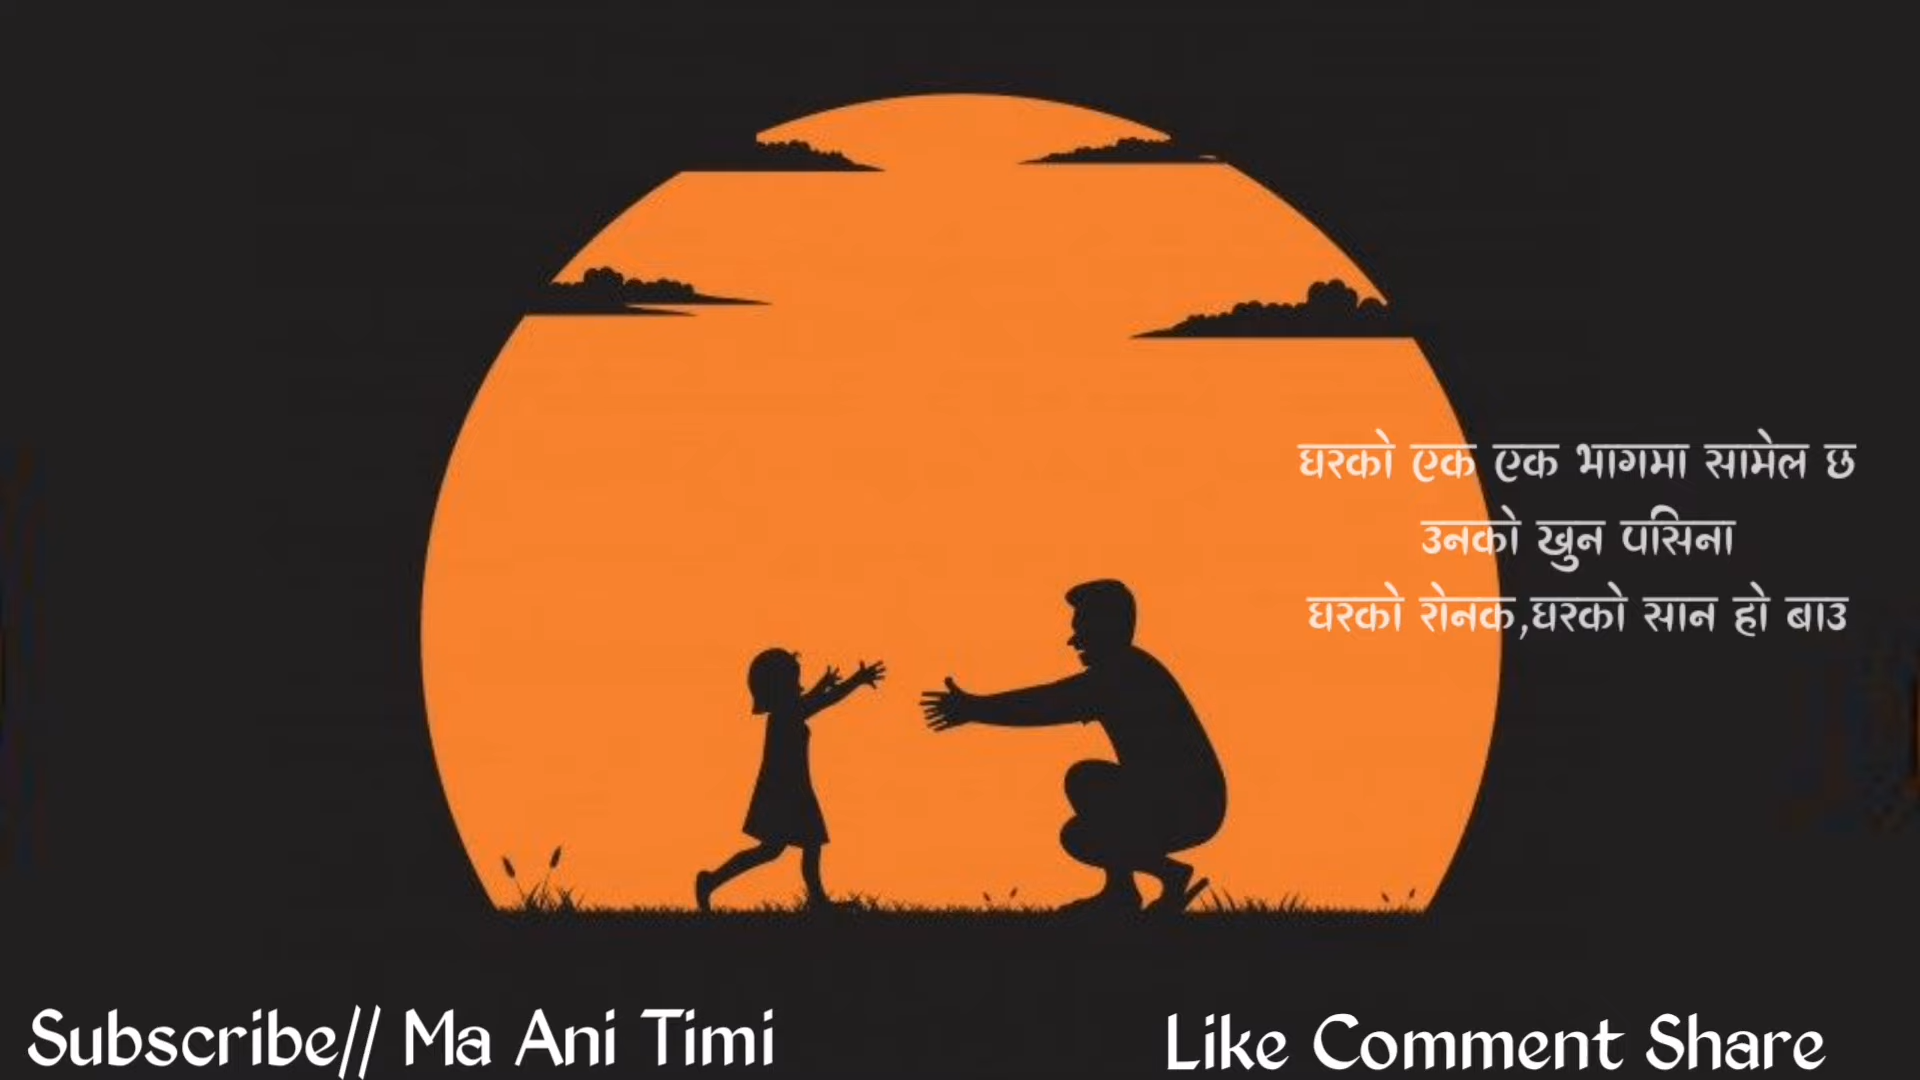 घरको एक एक भागमा सामेल छ
उनको खुन पसिना
घरको रोनक,घरको सान हो बाउ
Subscribe// Ma Ani Timi
Like Comment Share